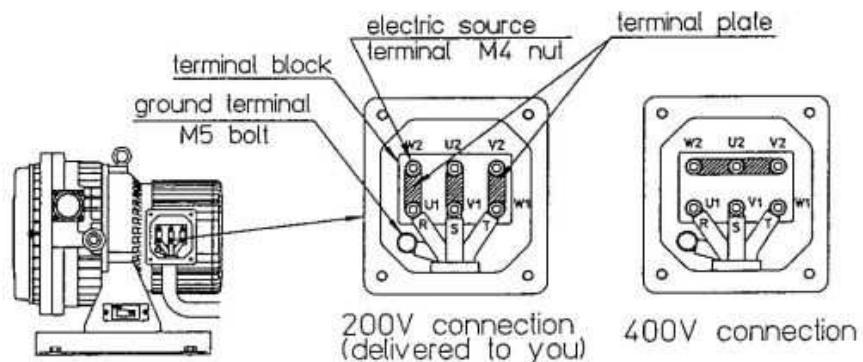 electric source
terminal M4 nut
terminal plate
terminal block
ground terminal
M5 bolt
W2 U2 V2
U1 V1 W1
R S T
W2 U2 V2
U1 V1 W1
R S T
200V connection
(delivered to you)
400V connection